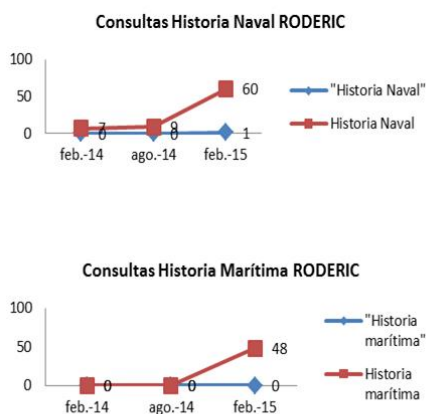 Consultas Historia Naval RODERIC
100
50
0
7
0
9
0
60
1
feb.-14
ago.-14
feb.-15
"Historia Naval"
Historia Naval
Consultas Historia Marítima RODERIC
100
50
0
0
0
48
0
feb.-14
ago.-14
feb.-15
"Historia
marítima"
Historia
marítima